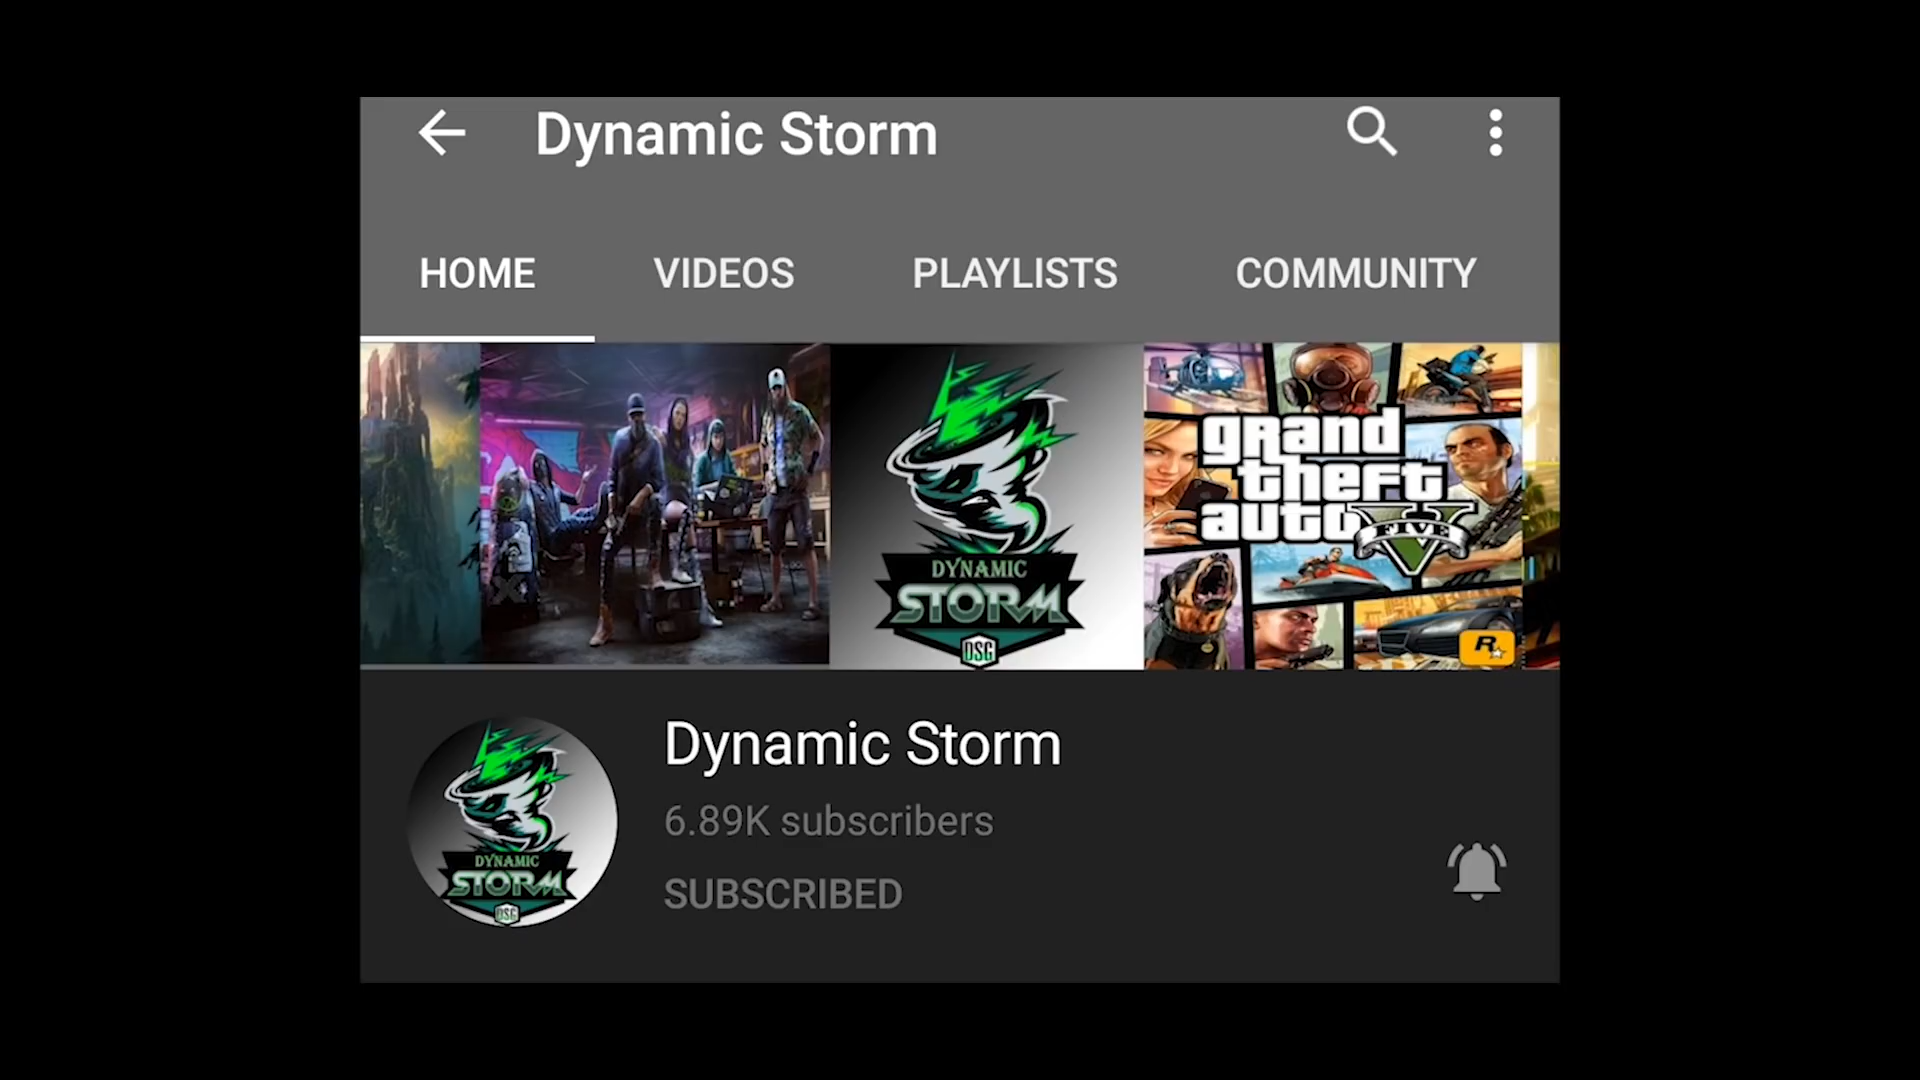 Dynamic Storm
HOME VIDEOS PLAYLISTS COMMUNITY
DYNAMIC
STORM
DSG
grand
theft
auto
FIVE
V
R
Dynamic Storm
6.89K subscribers
SUBSCRIBED
DYNAMIC
STORM
DSG